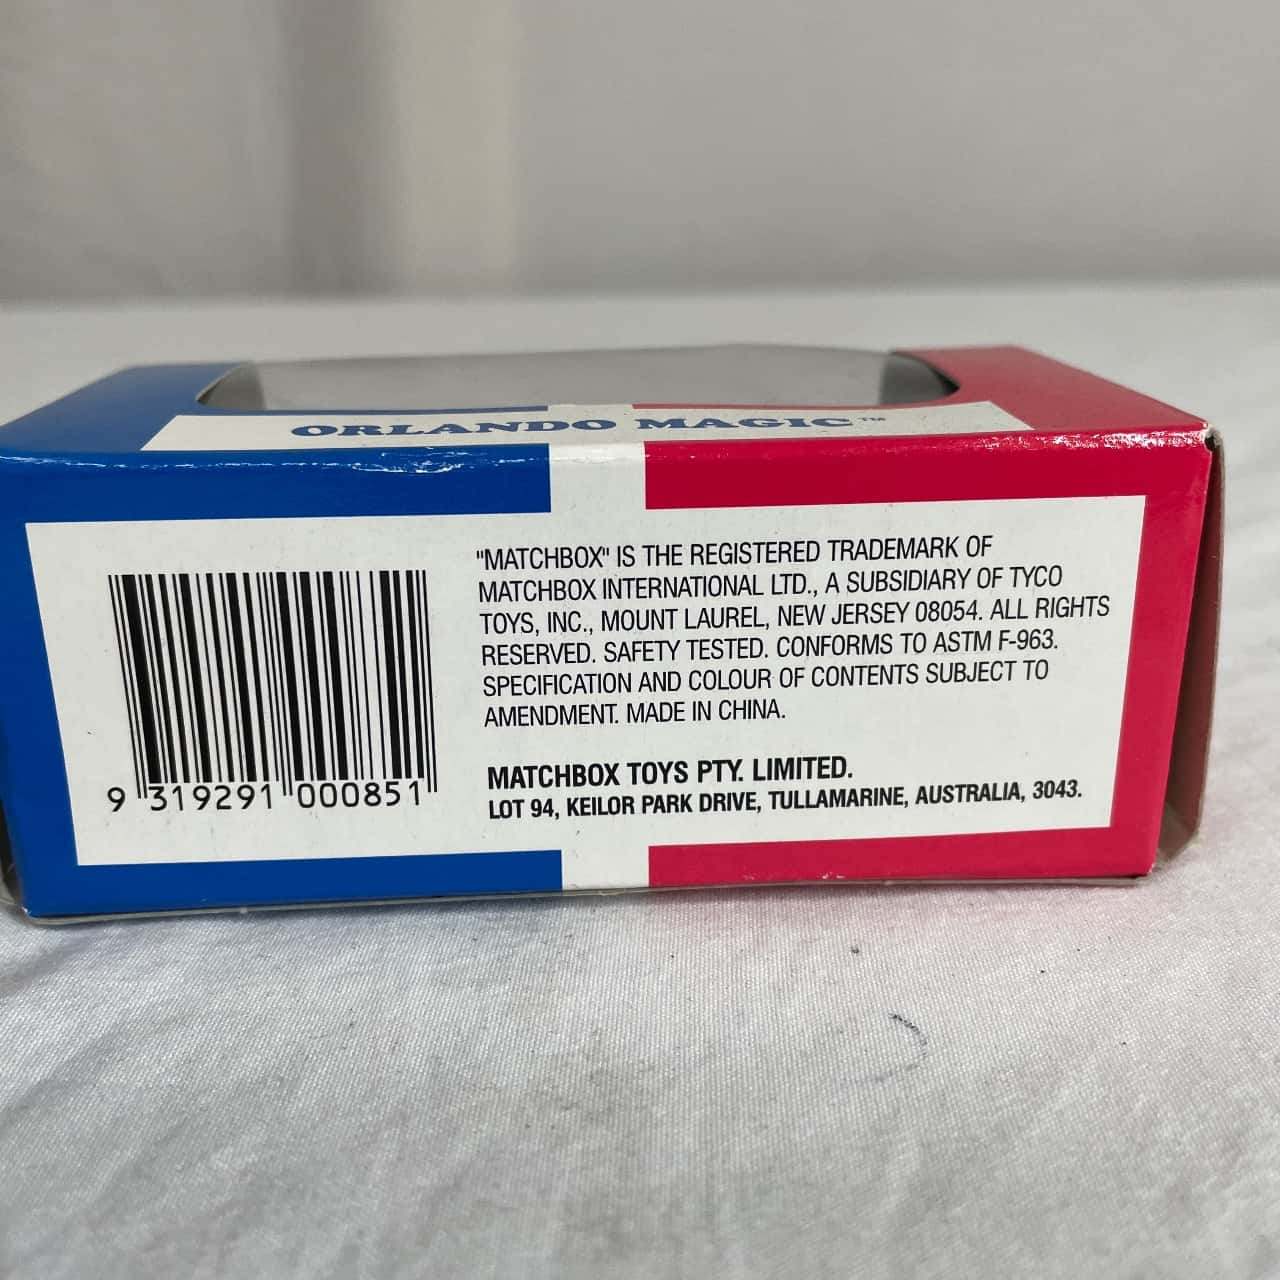 ORLANDO MAGIC™
"MATCHBOX" IS THE REGISTERED TRADEMARK OF
MATCHBOX INTERNATIONAL LTD., A SUBSIDIARY OF TYCO
TOYS, INC., MOUNT LAUREL, NEW JERSEY 08054. ALL RIGHTS
RESERVED. SAFETY TESTED. CONFORMS TO ASTM F-963.
SPECIFICATION AND COLOUR OF CONTENTS SUBJECT TO
AMENDMENT. MADE IN CHINA.
MATCHBOX TOYS PTY. LIMITED.
LOT 94, KEILOR PARK DRIVE, TULLAMARINE, AUSTRALIA, 3043.
9 319291 000851